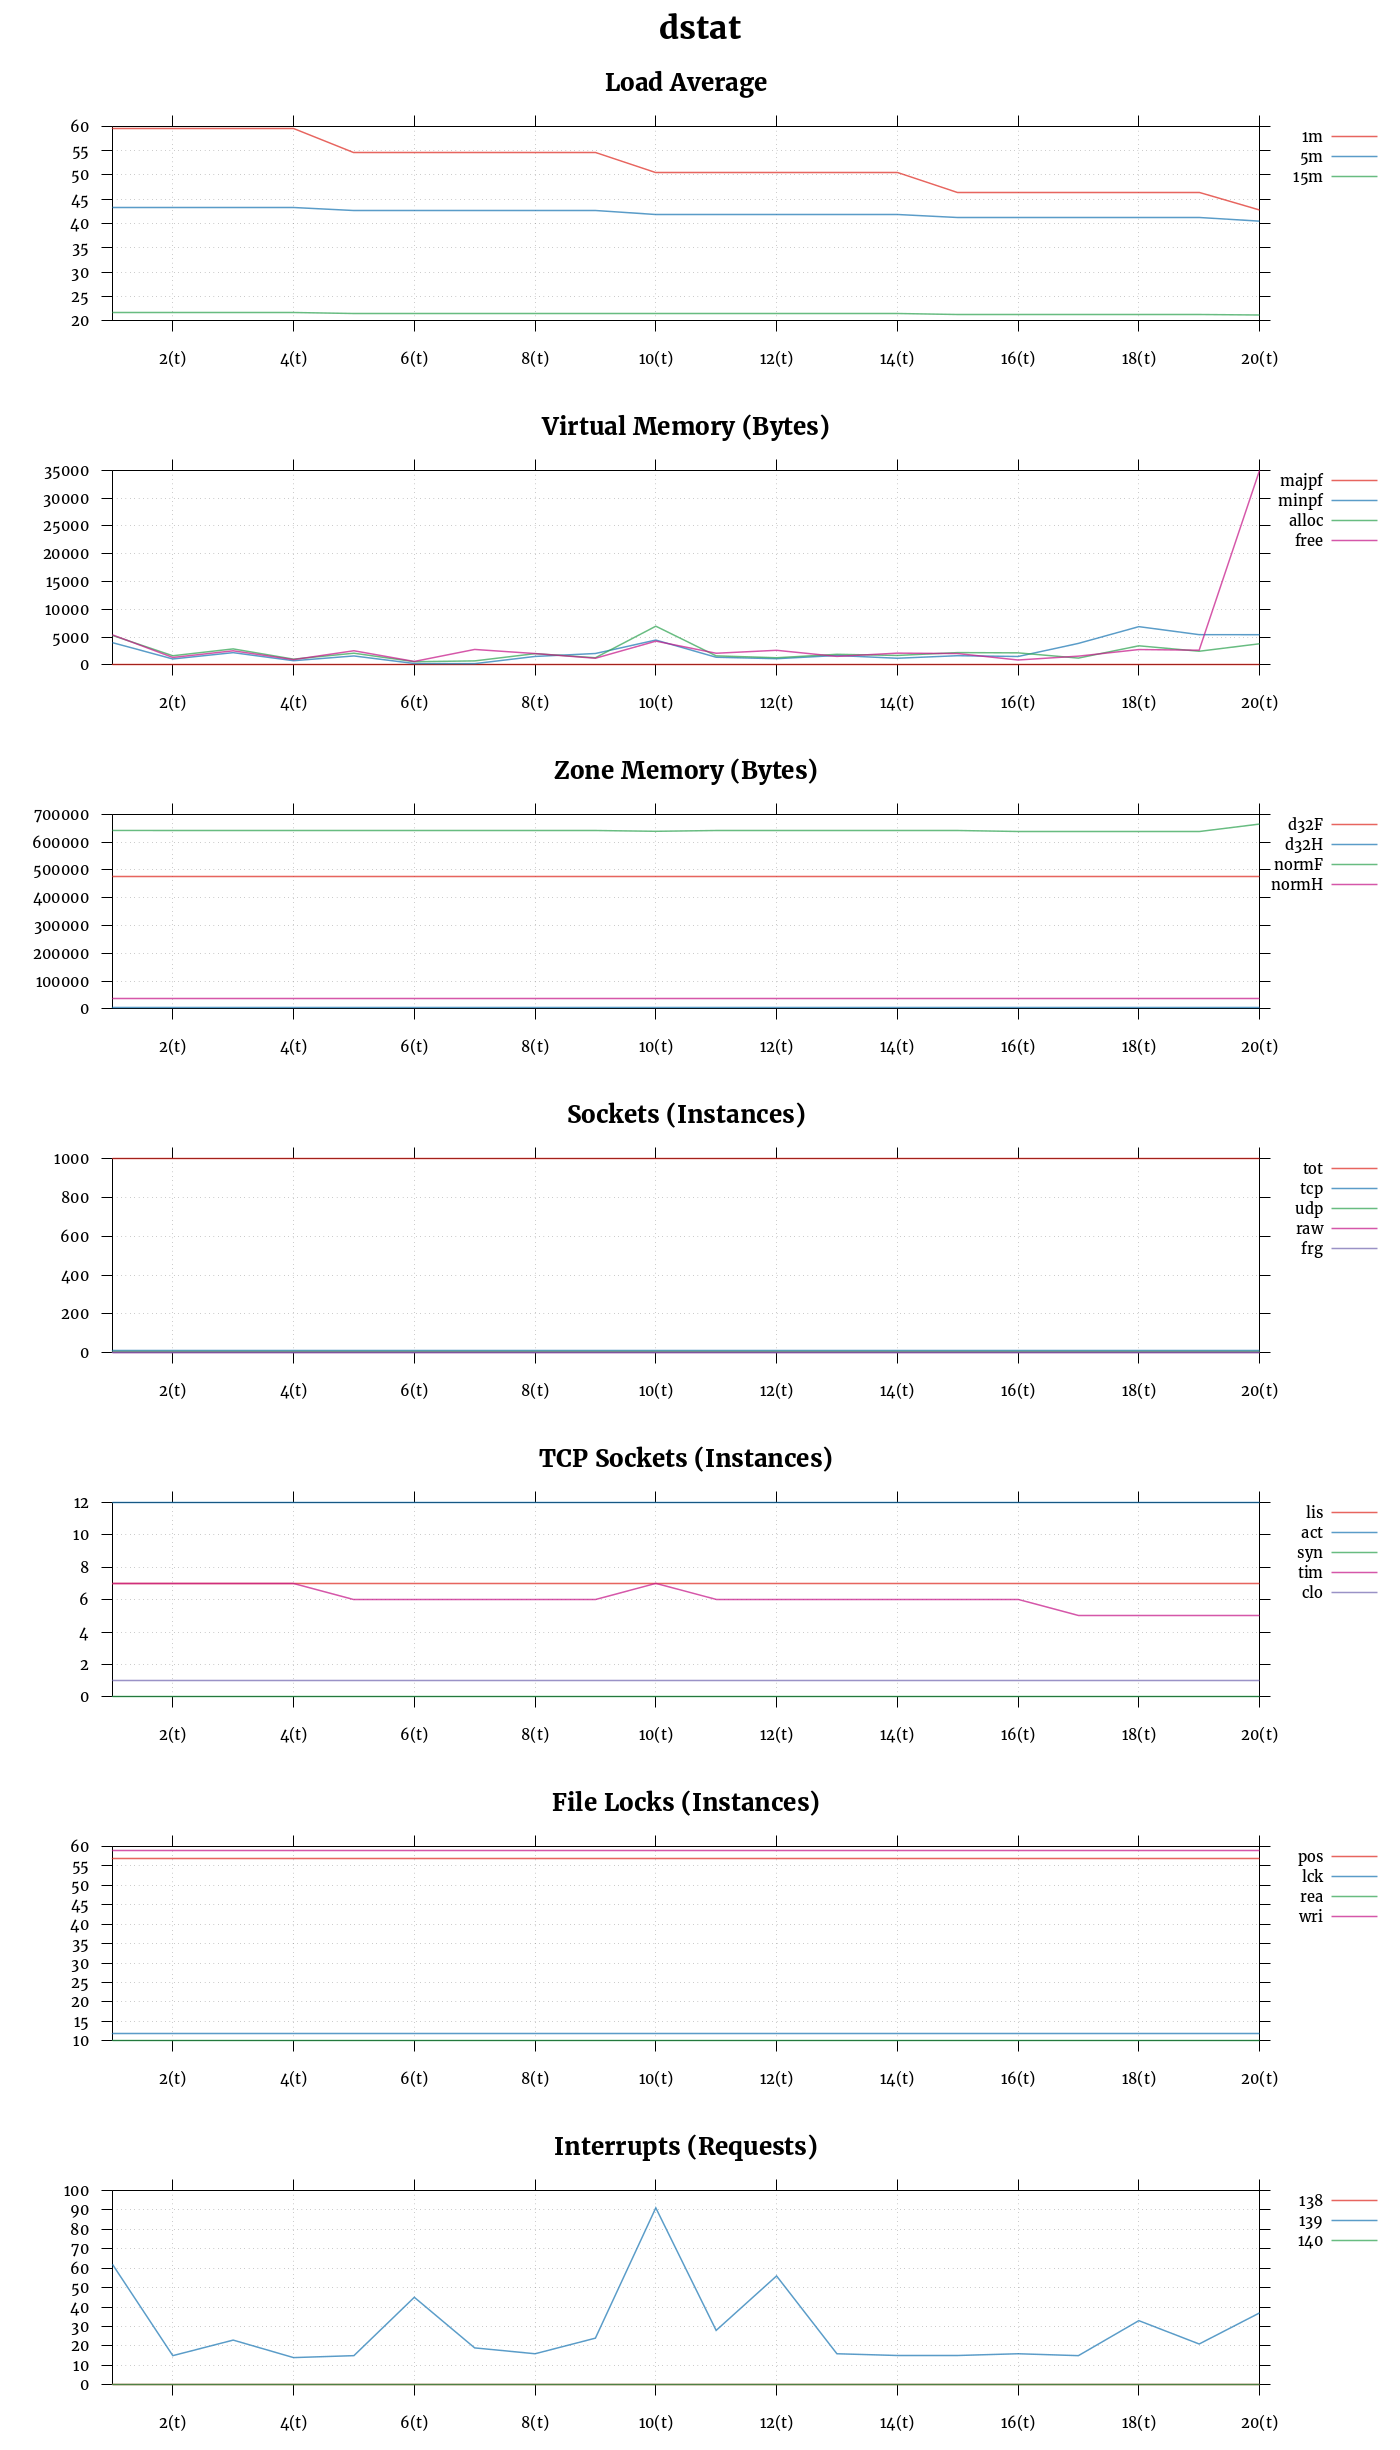 dstat
Load Average
60
55
50
45
40
35
30
25
20
2(t) 4(t) 6(t) 8(t) 10(t) 12(t) 14(t) 16(t) 18(t) 20(t)
1m
5m
15m
Virtual Memory (Bytes)
35000
30000
25000
20000
15000
10000
5000
0
2(t) 4(t) 6(t) 8(t) 10(t) 12(t) 14(t) 16(t) 18(t) 20(t)
majpf
minpf
alloc
free
Zone Memory (Bytes)
700000
600000
500000
400000
300000
200000
100000
0
2(t) 4(t) 6(t) 8(t) 10(t) 12(t) 14(t) 16(t) 18(t) 20(t)
d32F
d32H
normF
normH
Sockets (Instances)
1000
800
600
400
200
0
2(t) 4(t) 6(t) 8(t) 10(t) 12(t) 14(t) 16(t) 18(t) 20(t)
tot
tcp
udp
raw
frg
TCP Sockets (Instances)
12
10
8
6
4
2
0
2(t) 4(t) 6(t) 8(t) 10(t) 12(t) 14(t) 16(t) 18(t) 20(t)
lis
act
syn
tim
clo
File Locks (Instances)
60
55
50
45
40
35
30
25
20
15
10
2(t) 4(t) 6(t) 8(t) 10(t) 12(t) 14(t) 16(t) 18(t) 20(t)
pos
lck
rea
wri
Interrupts (Requests)
100
90
80
70
60
50
40
30
20
10
0
2(t) 4(t) 6(t) 8(t) 10(t) 12(t) 14(t) 16(t) 18(t) 20(t)
138
139
140